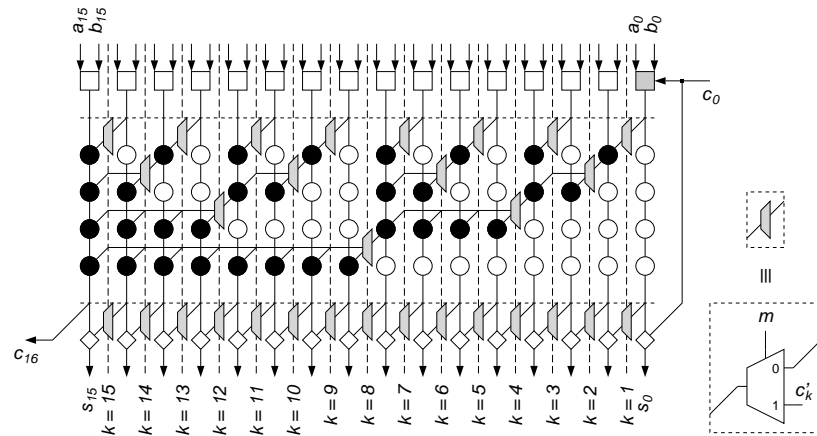 a15 b15 a0 b0
c0
m
0
c'k
1
c16
s15 k = 15 k = 14 k = 13 k = 12 k = 11 k = 10 k = 9 k = 8 k = 7 k = 6 k = 5 k = 4 k = 3 k = 2 k = 1 s0